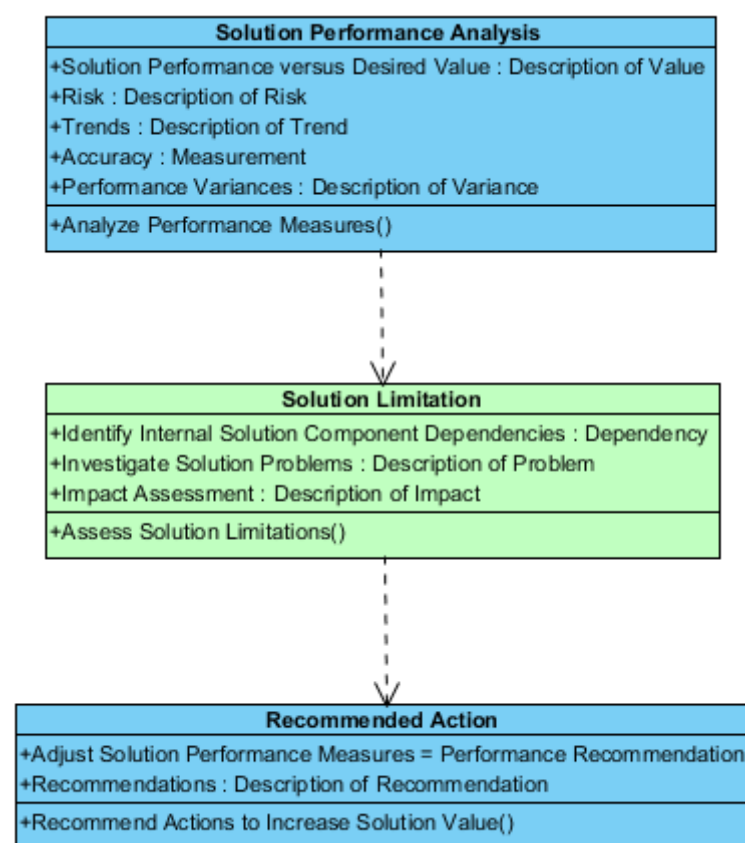 Solution Performance Analysis
+Solution Performance versus Desired Value : Description of Value
+Risk : Description of Risk
+Trends : Description of Trend
+Accuracy : Measurement
+Performance Variances : Description of Variance
+Analyze Performance Measures()
Solution Limitation
+Identify Internal Solution Component Dependencies : Dependency
+Investigate Solution Problems : Description of Problem
+Impact Assessment : Description of Impact
+Assess Solution Limitations()
Recommended Action
+Adjust Solution Performance Measures = Performance Recommendation
+Recommendations : Description of Recommendation
+Recommend Actions to Increase Solution Value()